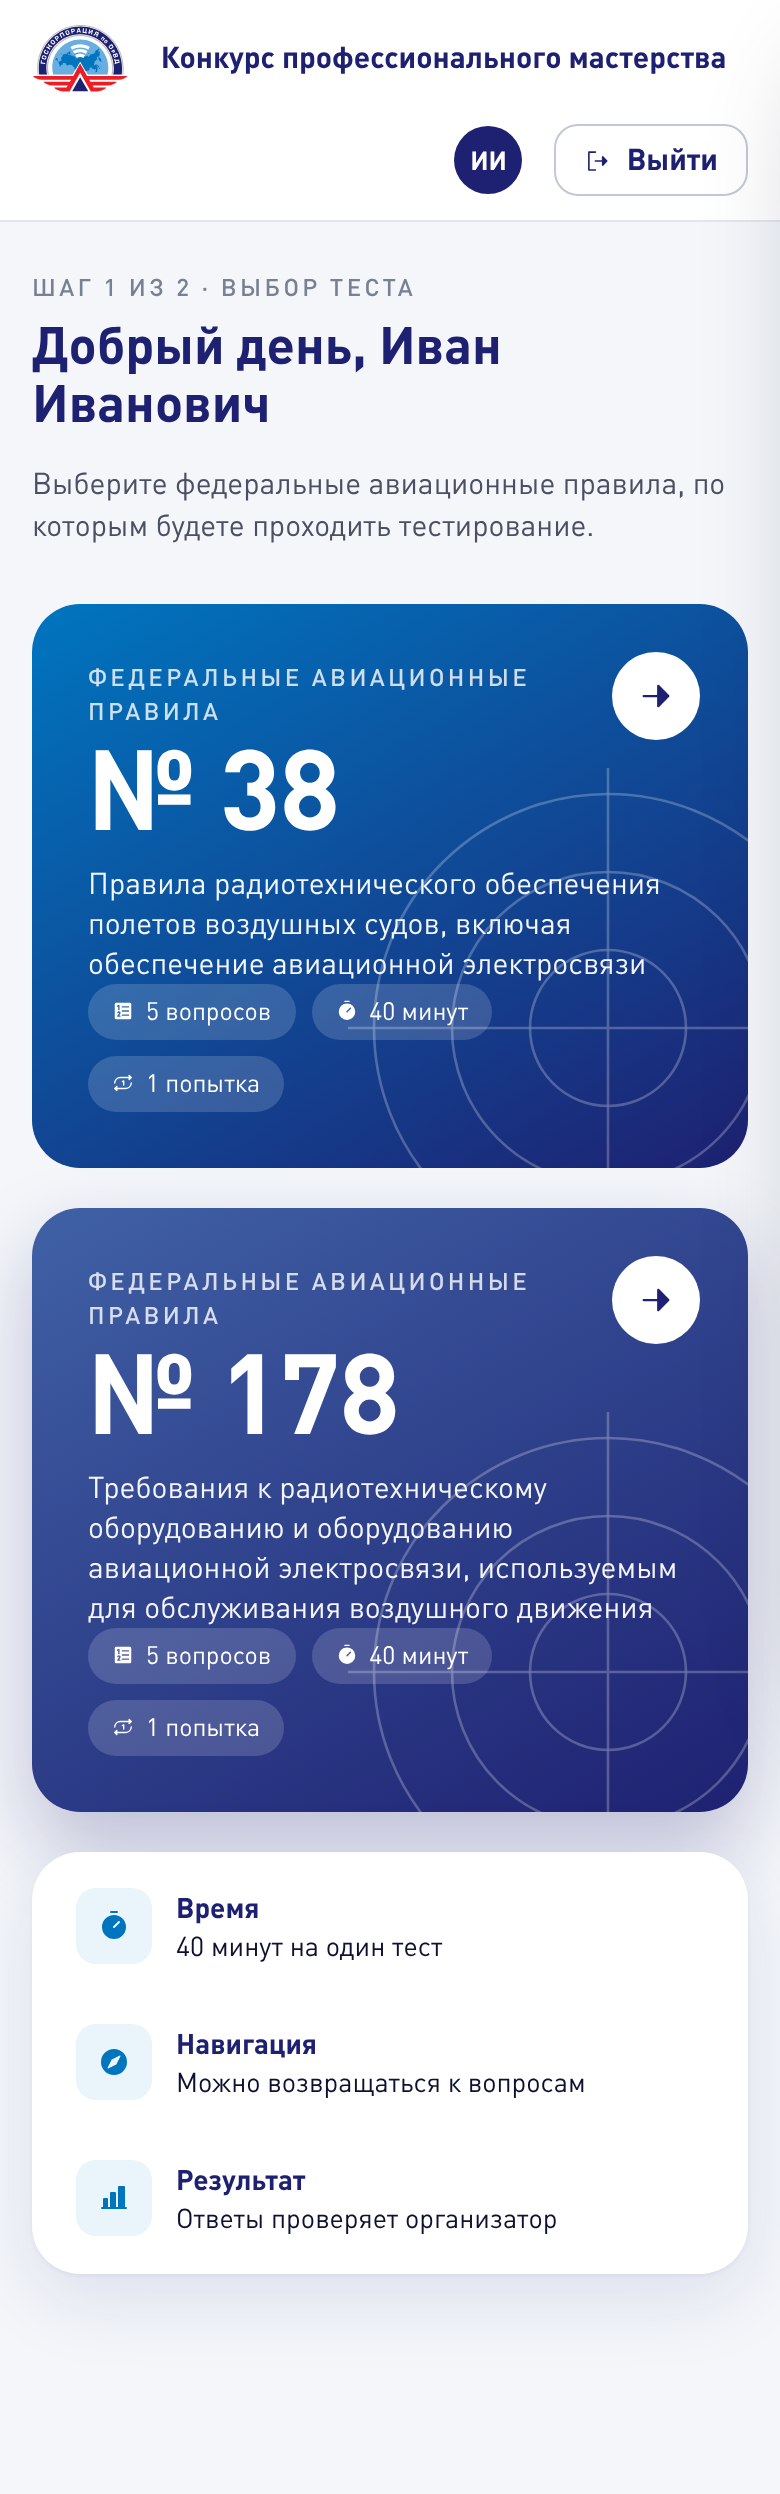 ГОСКОРПОРАЦИЯ по ОрВД
Конкурс профессионального мастерства
ИИ
Выйти
ШАГ 1 ИЗ 2 · ВЫБОР ТЕСТА
Добрый день, Иван
Иванович
Выберите федеральные авиационные правила, по
которым будете проходить тестирование.
ФЕДЕРАЛЬНЫЕ АВИАЦИОННЫЕ
ПРАВИЛА
№ 38
Правила радиотехнического обеспечения
полетов воздушных судов, включая
обеспечение авиационной электросвязи
5 вопросов
40 минут
1 попытка
ФЕДЕРАЛЬНЫЕ АВИАЦИОННЫЕ
ПРАВИЛА
№ 178
Требования к радиотехническому
оборудованию и оборудованию
авиационной электросвязи, используемым
для обслуживания воздушного движения
5 вопросов
40 минут
1 попытка
Время
40 минут на один тест
Навигация
Можно возвращаться к вопросам
Результат
Ответы проверяет организатор